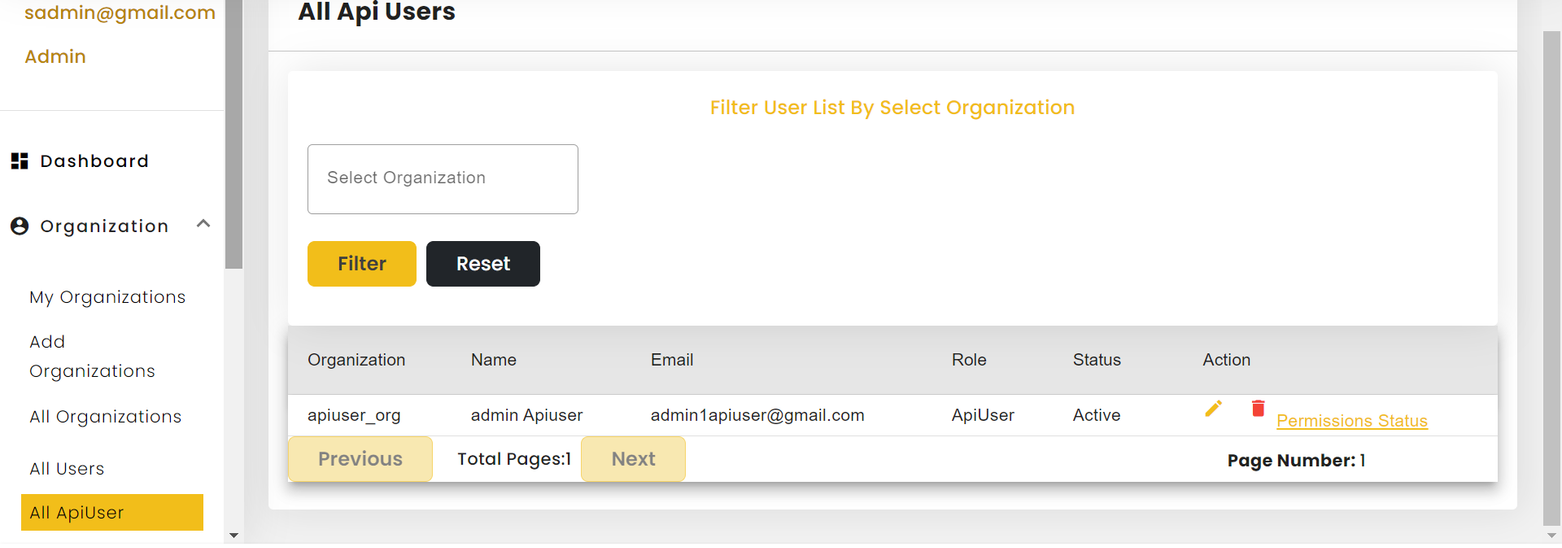 sadmin@gmail.com
Admin
Dashboard
Organization
My Organizations
Add
Organizations
All Organizations
All Users
All ApiUser
All Api Users
Filter User List By Select Organization
Select Organization
Filter Reset
Organization Name Email Role Status Action
apiuser_org admin Apiuser admin1apiuser@gmail.com ApiUser Active Permissions Status
Previous Total Pages:1 Next Page Number: 1